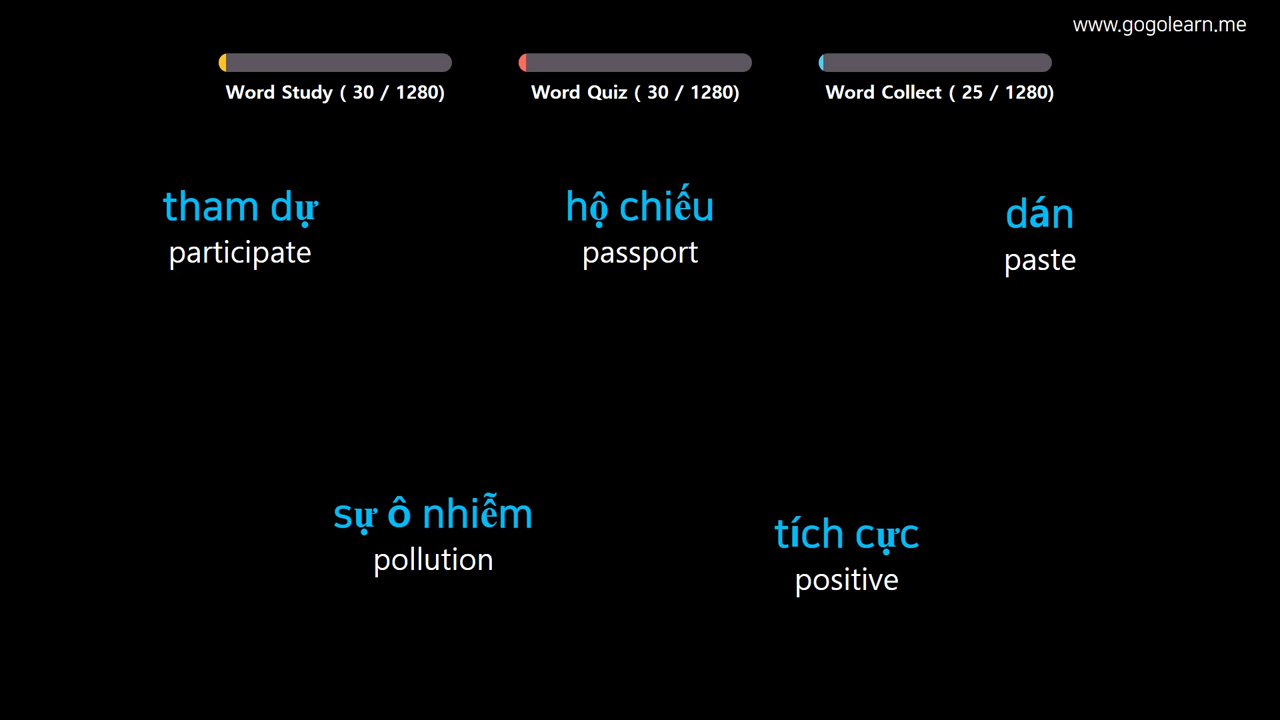 www.gogolearn.me
Word Study ( 30 / 1280)
Word Quiz ( 30 / 1280)
Word Collect ( 25 / 1280)
tham dự
participate
hộ chiếu
passport
dán
paste
sự ô nhiễm
pollution
tích cực
positive